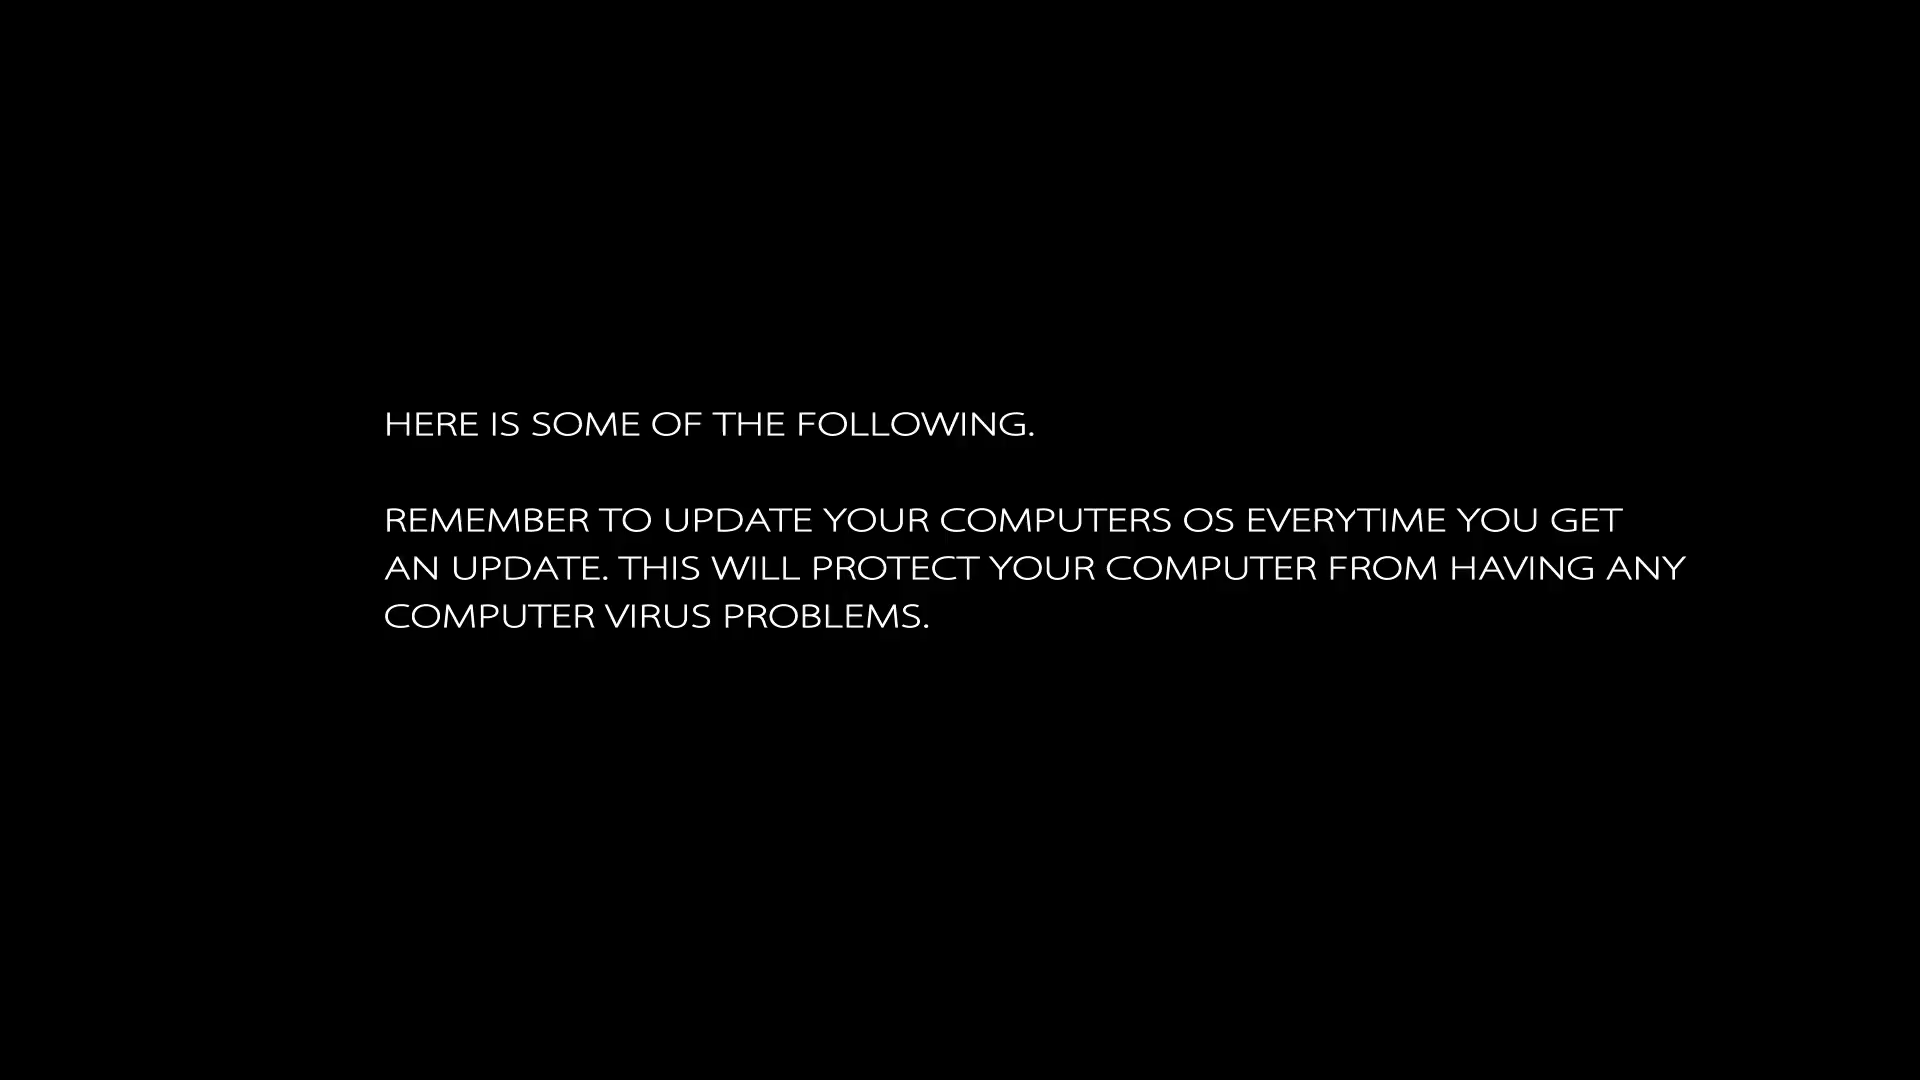 HERE IS SOME OF THE FOLLOWING.
REMEMBER TO UPDATE YOUR COMPUTERS OS EVERYTIME YOU GET
AN UPDATE. THIS WILL PROTECT YOUR COMPUTER FROM HAVING ANY
COMPUTER VIRUS PROBLEMS.